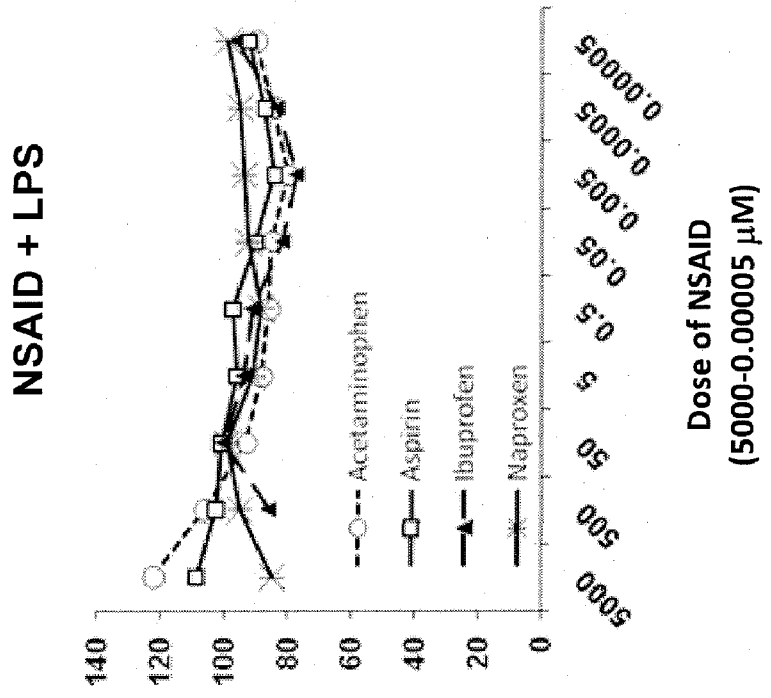 NSAID + LPS
140
120
100
80
60
40
20
0
Acetaminophen
Aspirin
Ibuprofen
Naproxen
5000
500
50
5
0.5
0.05
0.005
0.0005
0.00005
Dose of NSAID
(5000-0.00005 µM)